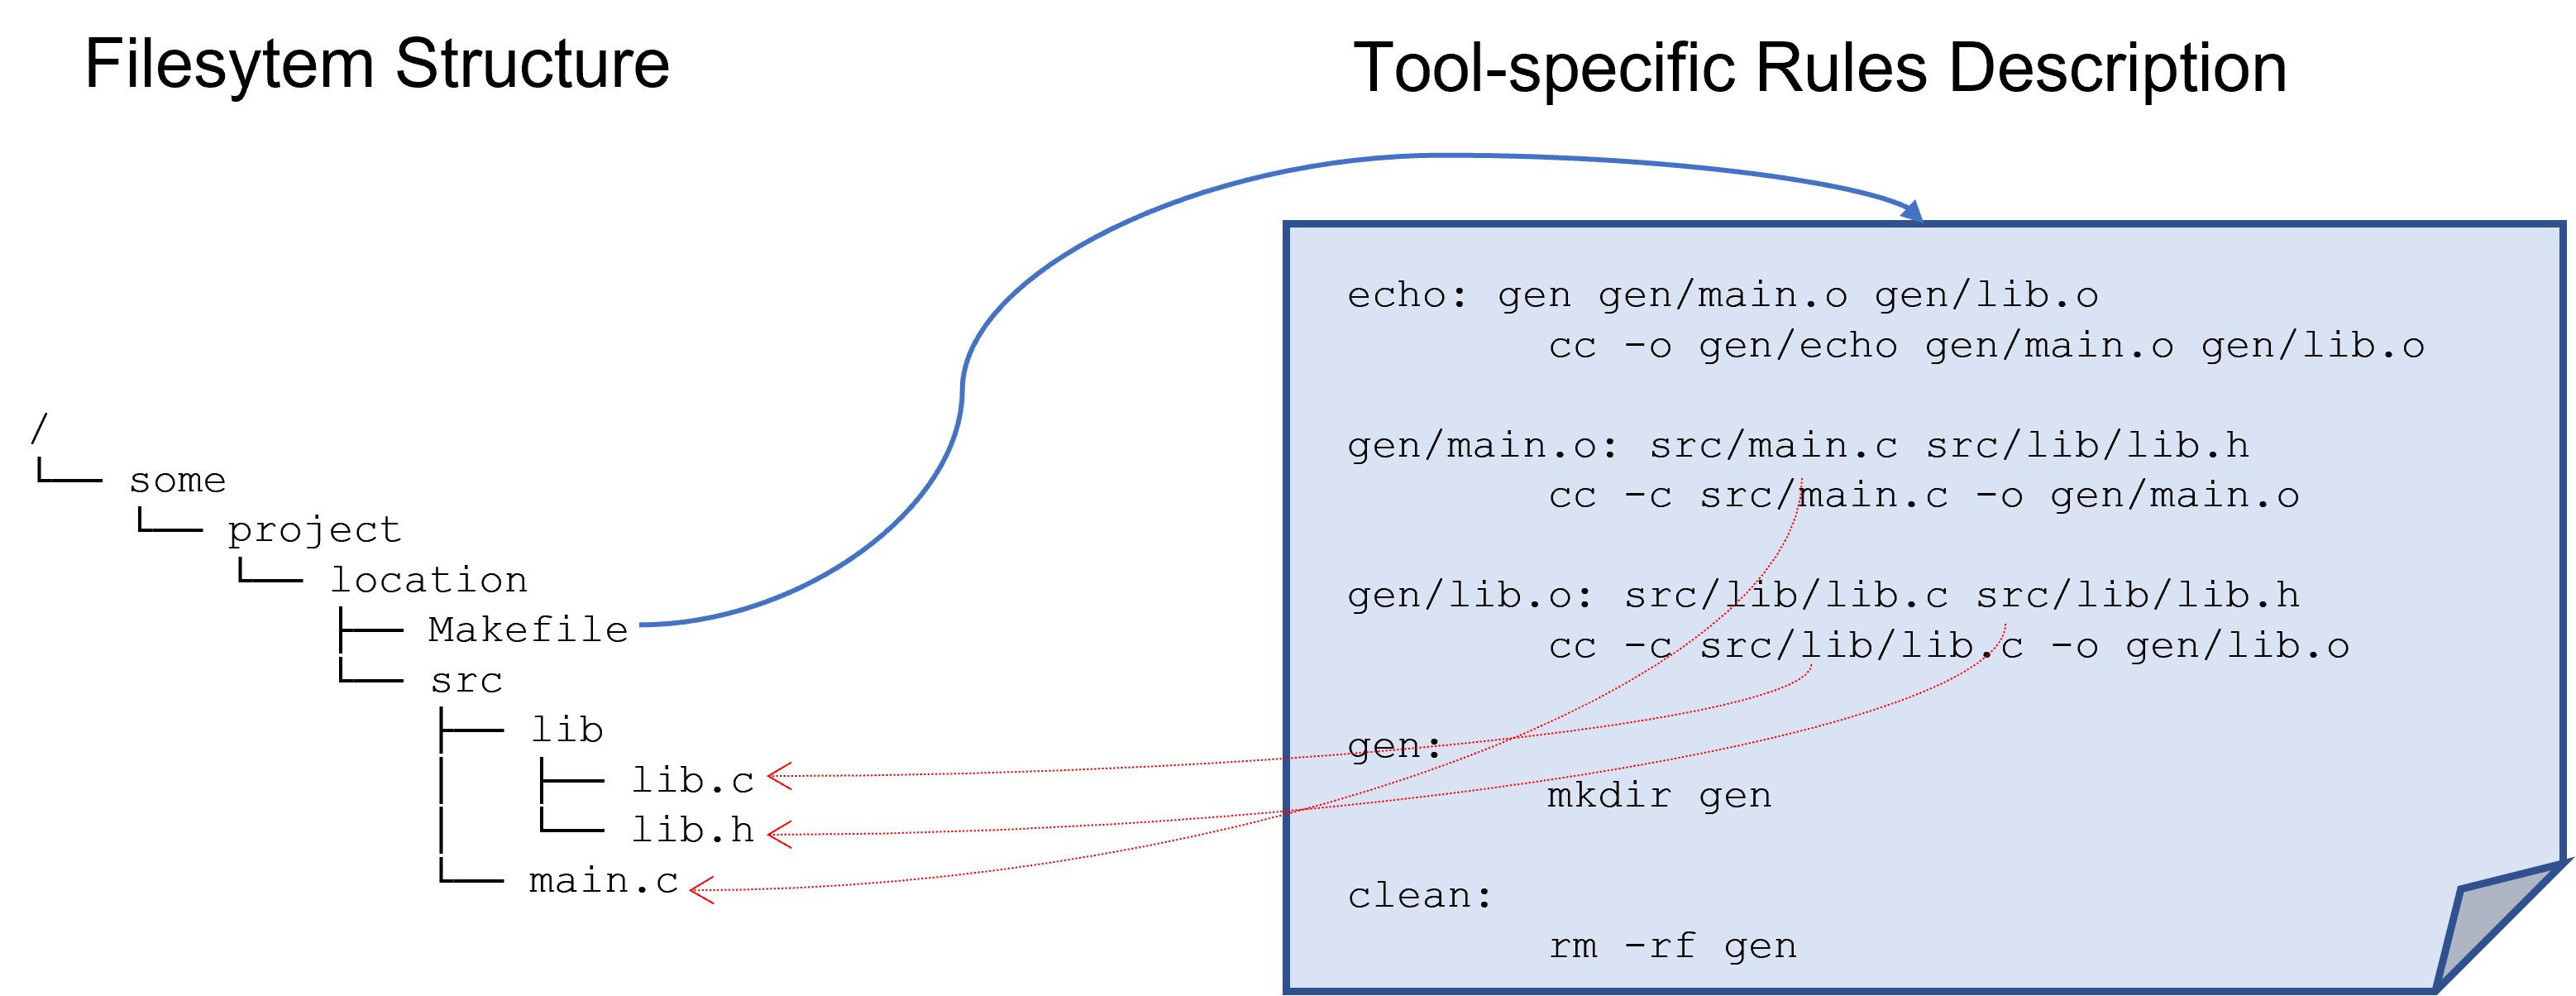 Filesytem Structure
/
└── some
└── project
└── location
├── Makefile
└── src
├── lib
│ ├── lib.c
│ └── lib.h
└── main.c
Tool-specific Rules Description
echo: gen gen/main.o gen/lib.o
cc -o gen/echo gen/main.o gen/lib.o
gen/main.o: src/main.c src/lib/lib.h
cc -c src/main.c -o gen/main.o
gen/lib.o: src/lib/lib.c src/lib/lib.h
cc -c src/lib/lib.c -o gen/lib.o
gen:
mkdir gen
clean:
rm -rf gen